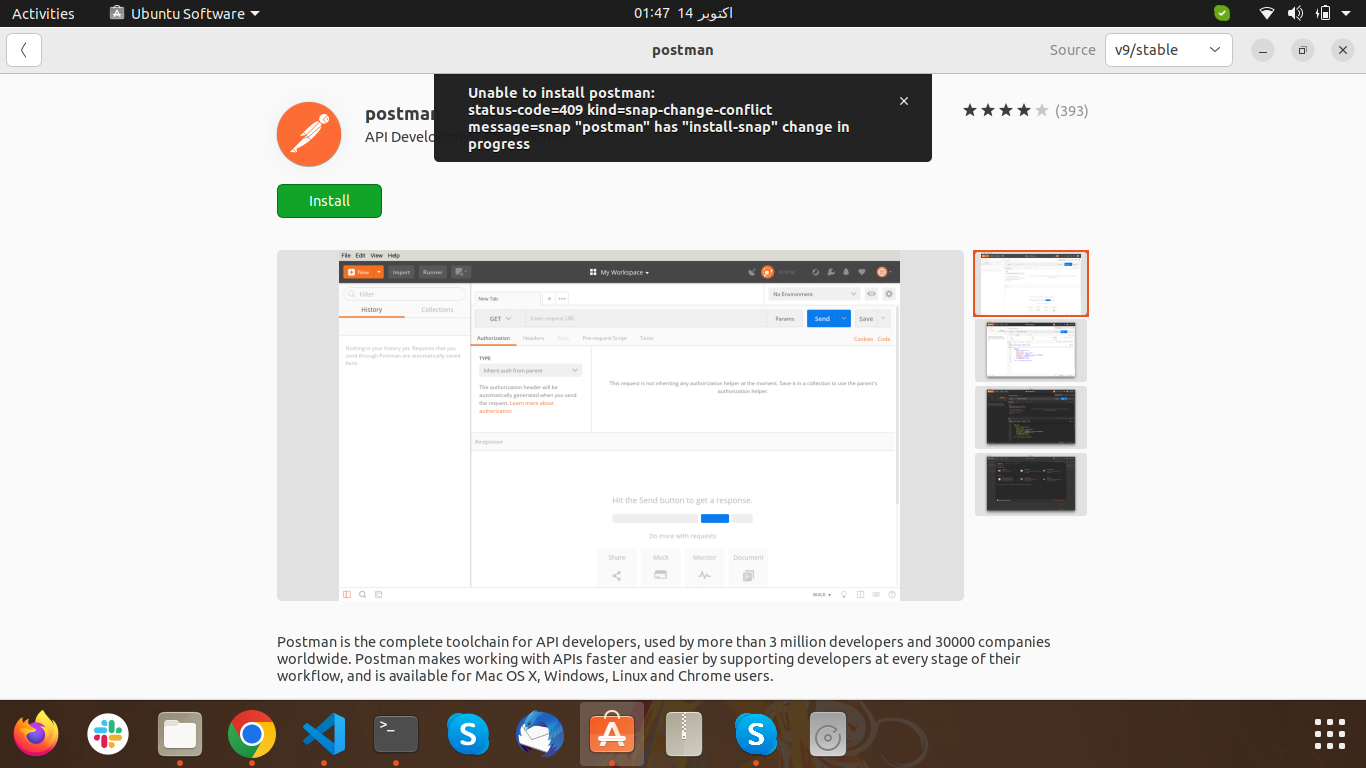 Activities
Ubuntu Software
01:47 14 اکتوبر
postman
Source
v9/stable
Unable to install postman:
status-code=409 kind=snap-change-conflict
message=snap "postman" has "install-snap" change in
progress
postman
API Develop
(393)
Install
File Edit View Help
New
Import
Runner
My Workspace
Filter
History
Collections
Nothing in your history yet. Requests that you
send through Postman are automatically saved
here
New Tab
No Environment
GET
Enter request URL
Params
Send
Save
Authorization
Headers
Body
Pre-request Script
Tests
Cookies
Code
TYPE
Inherit auth from parent
The authorization header will be
automatically generated when you send
the request. Learn more about
authorization
This request is not inheriting any authorization helper at the moment. Save it in a collection to use the parent's
authorization helper.
Response
Hit the Send button to get a response.
Do more with requests
Share
Mock
Monitor
Document
BUILD
Postman is the complete toolchain for API developers, used by more than 3 million developers and 30000 companies
worldwide. Postman makes working with APIs faster and easier by supporting developers at every stage of their
workflow, and is available for Mac OS X, Windows, Linux and Chrome users.